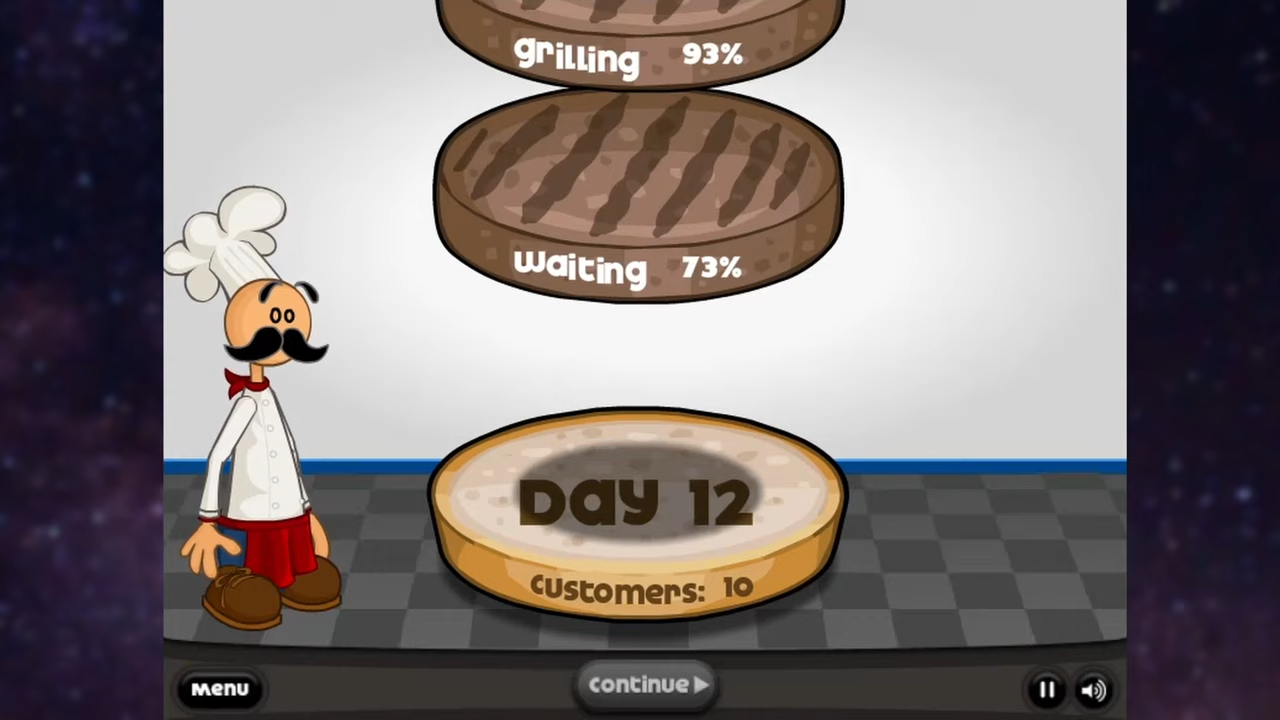 grilling 93%
waiting 73%
Day 12
customers: 10
menu
continue